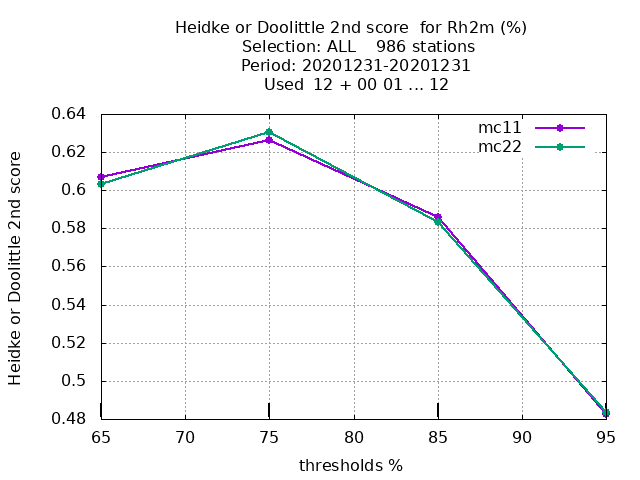 Heidke or Doolittle 2nd score  for Rh2m (%)
Selection: ALL    986 stations
Period: 20201231-20201231
Used  12 + 00 01 ... 12
mc11
mc22
Heidke or Doolittle 2nd score
0.64
0.62
0.6
0.58
0.56
0.54
0.52
0.5
0.48
65 70 75 80 85 90 95
thresholds %